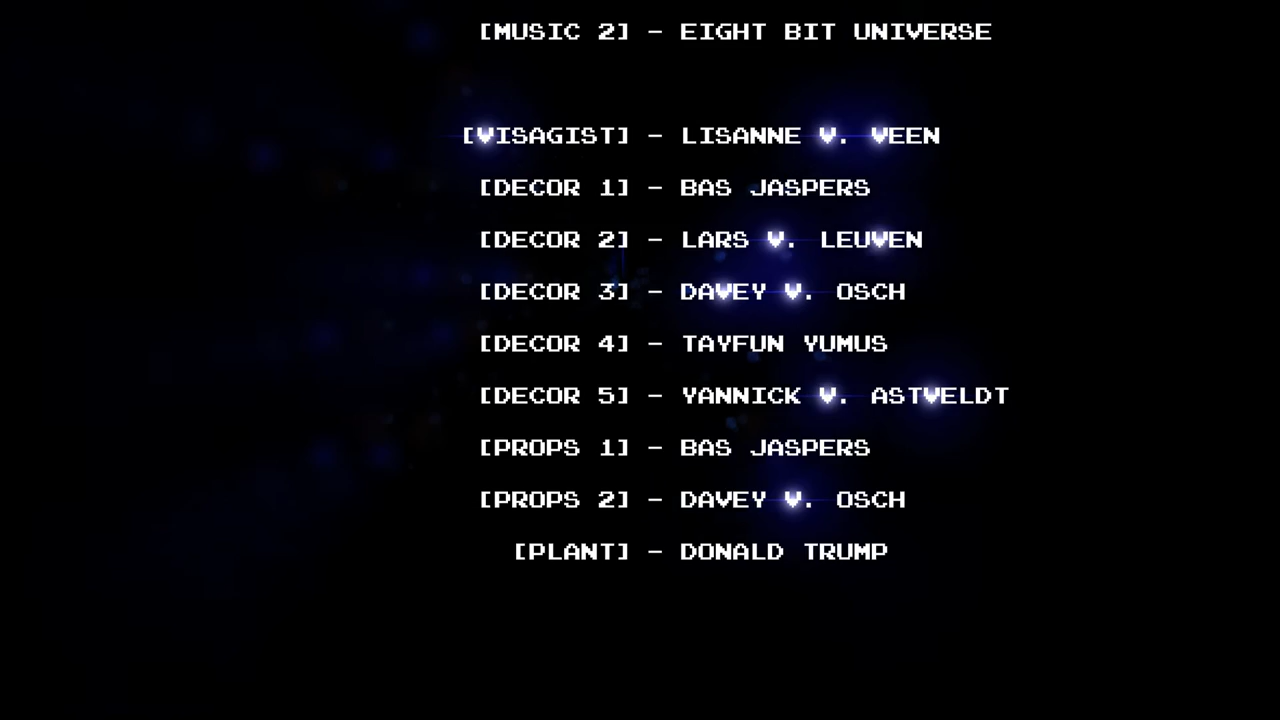 [MUSIC 2] - EIGHT BIT UNIVERSE
[VISAGIST] - LISANNE V. VEEN
[DECOR 1] - BAS JASPERS
[DECOR 2] - LARS V. LEUVEN
[DECOR 3] - DAVEY V. OSCH
[DECOR 4] - TAYFUN YUMUS
[DECOR 5] - YANNICK V. ASTVELDT
[PROPS 1] - BAS JASPERS
[PROPS 2] - DAVEY V. OSCH
[PLANT] - DONALD TRUMP